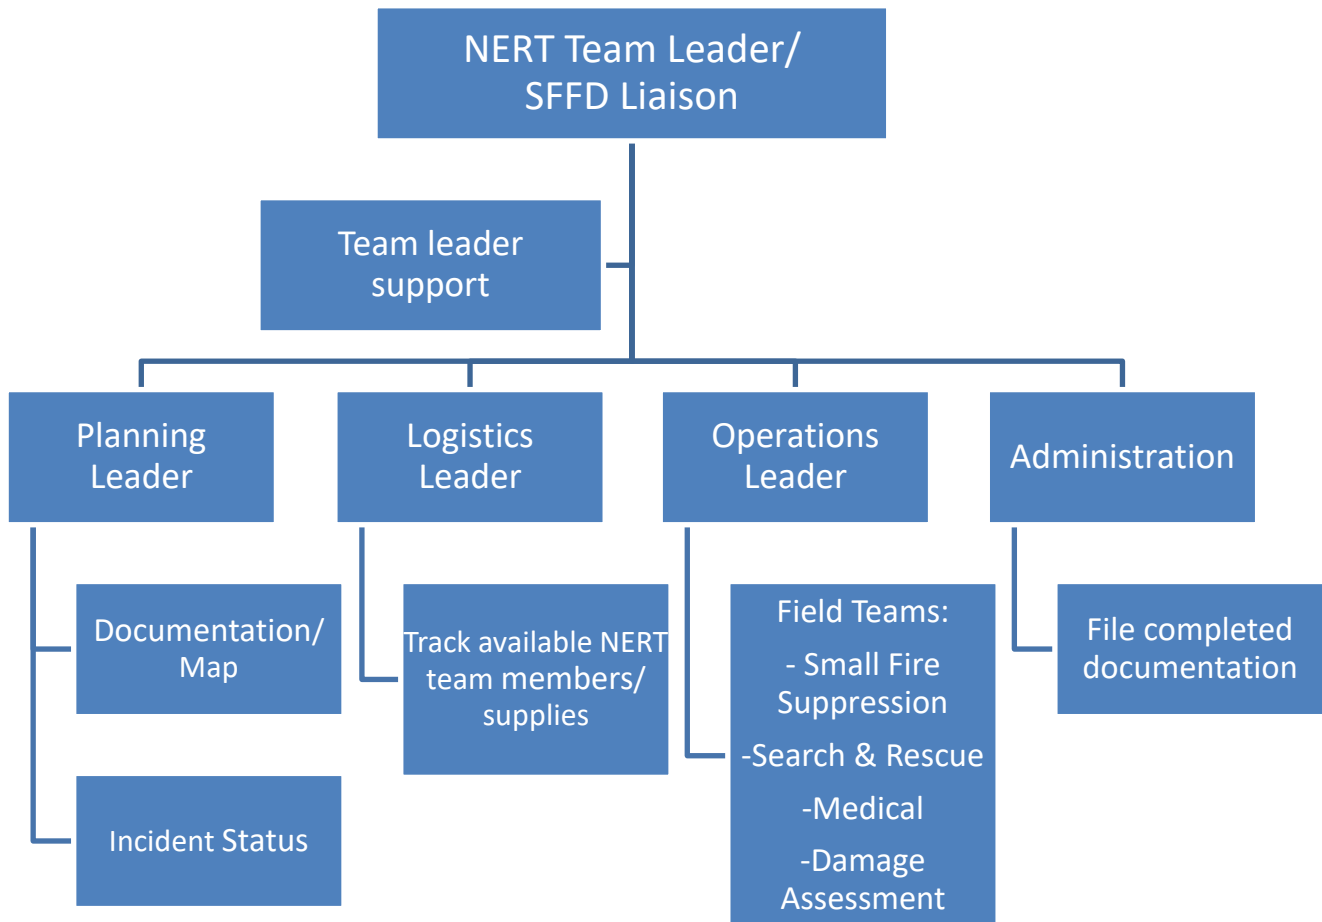 NERT Team Leader/
SFFD Liaison
Team leader
support
Planning
Leader
Logistics
Leader
Operations
Leader
Administration
Documentation/
Map
Incident Status
Track available NERT
team members/
supplies
Field Teams:
- Small Fire
Suppression
-Search & Rescue
-Medical
-Damage
Assessment
File completed
documentation